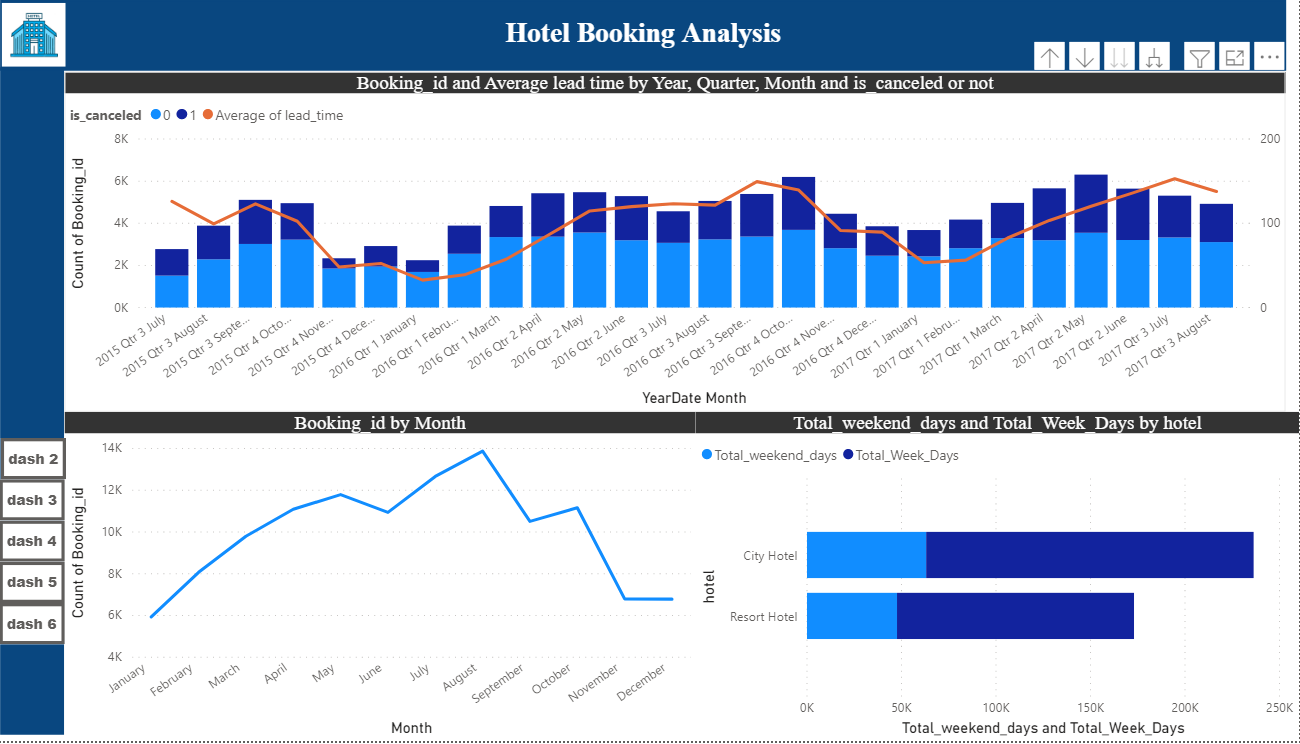 HOTEL
Hotel Booking Analysis
Booking_id and Average lead time by Year, Quarter, Month and is_canceled or not
is_canceled 0 1 Average of lead_time
Count of Booking_id
8K
6K
4K
2K
0K
200
100
0
2015 Qtr 3 July
2015 Qtr 3 August
2015 Qtr 3 Septe...
2015 Qtr 4 Octo...
2015 Qtr 4 Nove...
2015 Qtr 4 Dece...
2016 Qtr 1 January
2016 Qtr 1 Febru...
2016 Qtr 1 March
2016 Qtr 2 April
2016 Qtr 2 May
2016 Qtr 2 June
2016 Qtr 3 July
2016 Qtr 3 August
2016 Qtr 3 Septe...
2016 Qtr 4 Octo...
2016 Qtr 4 Nove...
2016 Qtr 4 Dece...
2017 Qtr 1 January
2017 Qtr 1 Febru...
2017 Qtr 1 March
2017 Qtr 2 April
2017 Qtr 2 May
2017 Qtr 2 June
2017 Qtr 3 July
2017 Qtr 3 August
YearDate Month
dash 2
dash 3
dash 4
dash 5
dash 6
Booking_id by Month
Count of Booking_id
14K
12K
10K
8K
6K
4K
January
February
March
April
May
June
July
August
September
October
November
December
Month
Total_weekend_days and Total_Week_Days by hotel
Total_weekend_days Total_Week_Days
hotel
City Hotel
Resort Hotel
0K 50K 100K 150K 200K 250K
Total_weekend_days and Total_Week_Days